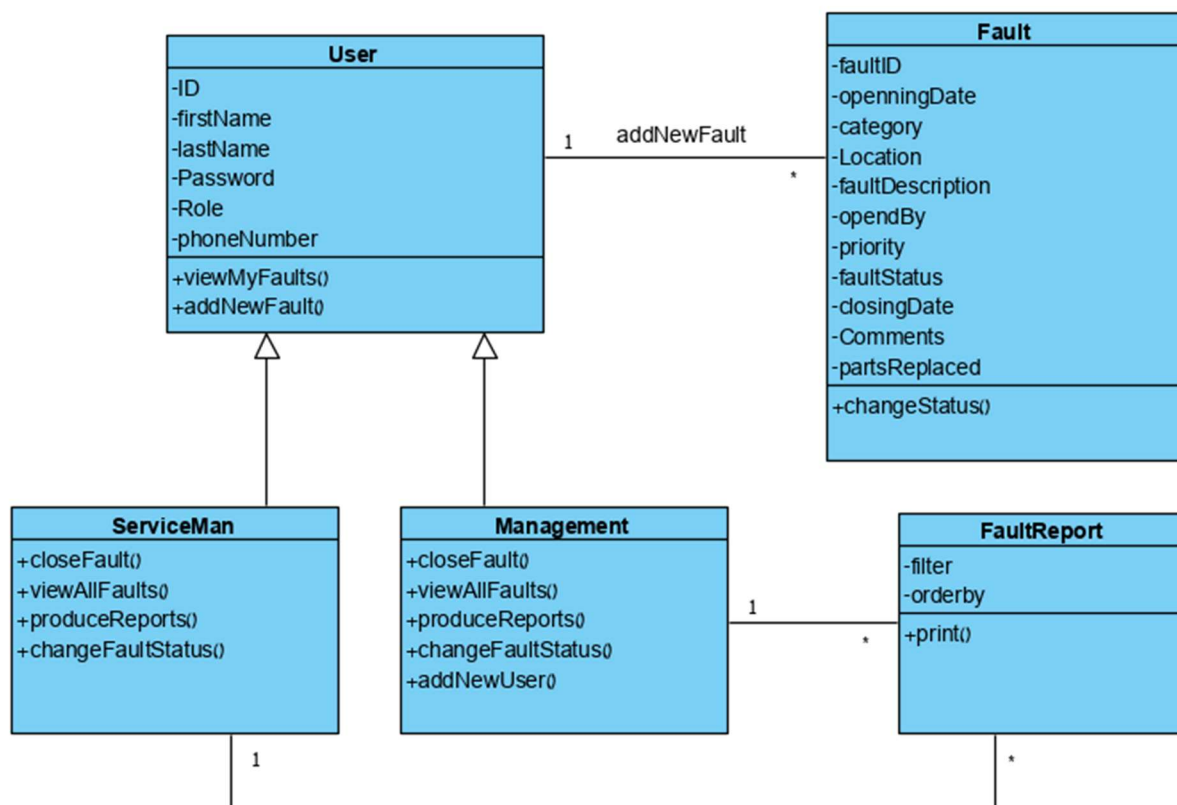 User
-ID
-firstName
-lastName
-Password
-Role
-phoneNumber
+viewMyFaults()
+addNewFault()
1
addNewFault
*
Fault
-faultID
-openningDate
-category
-Location
-faultDescription
-opendBy
-priority
-faultStatus
-closingDate
-Comments
-partsReplaced
+changeStatus()
ServiceMan
+closeFault()
+viewAllFaults()
+produceReports()
+changeFaultStatus()
Management
+closeFault()
+viewAllFaults()
+produceReports()
+changeFaultStatus()
+addNewUser()
1
*
FaultReport
-filter
-orderby
+print()
1
*